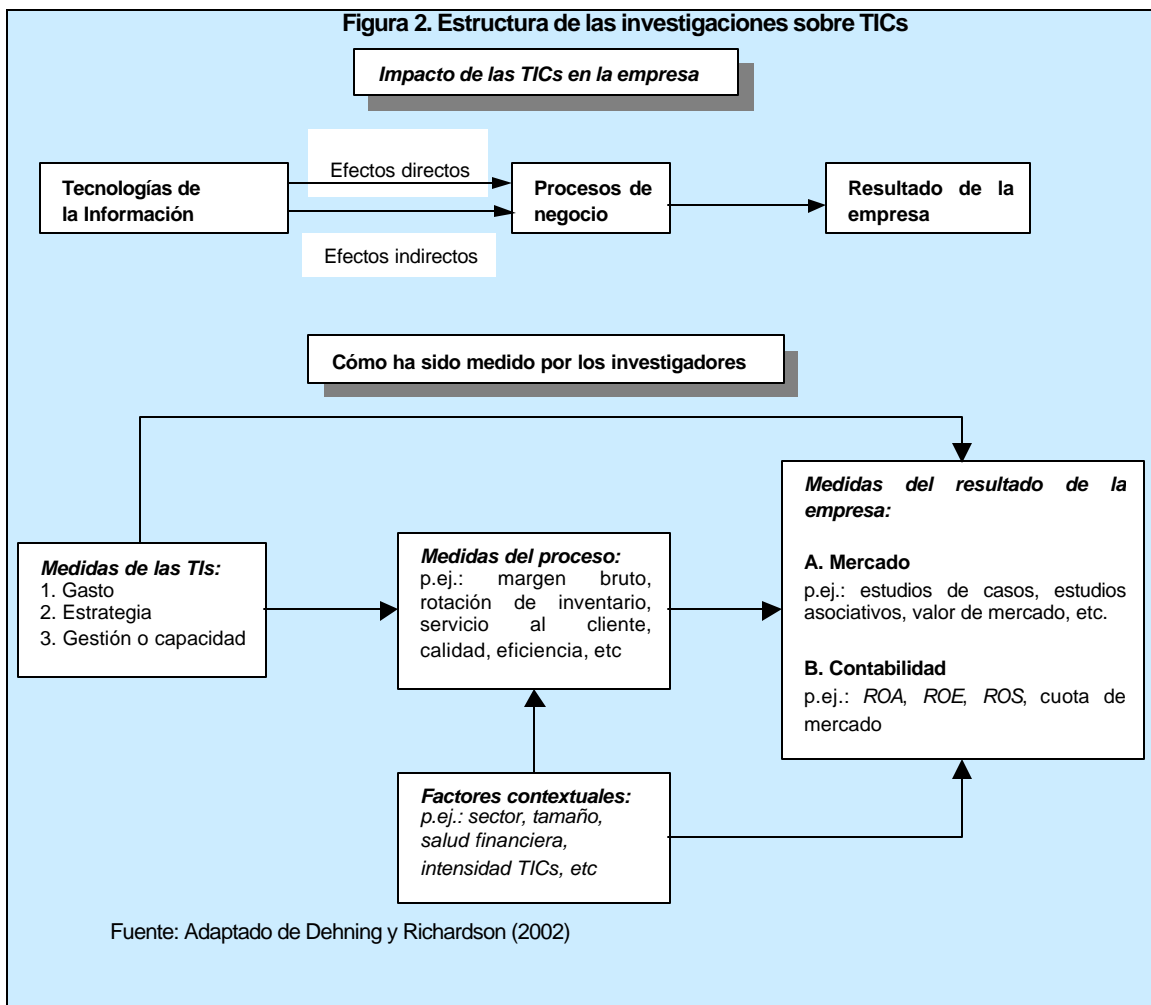 Figura 2. Estructura de las investigaciones sobre TICs
Impacto de las TICs en la empresa
Efectos directos
Tecnologías de
la Información
Procesos de
negocio
Resultado de la
empresa
Efectos indirectos
Cómo ha sido medido por los investigadores
Medidas de las TIs:
1. Gasto
2. Estrategia
3. Gestión o capacidad
Medidas del proceso:
p.ej.: margen bruto,
rotación de inventario,
servicio al cliente,
calidad, eficiencia, etc
Medidas del resultado de la
empresa:
A. Mercado
p.ej.: estudios de casos, estudios
asociativos, valor de mercado, etc.
B. Contabilidad
p.ej.: ROA, ROE, ROS, cuota de
mercado
Factores contextuales:
p.ej.: sector, tamaño,
salud financiera,
intensidad TICs, etc
Fuente: Adaptado de Dehning y Richardson (2002)